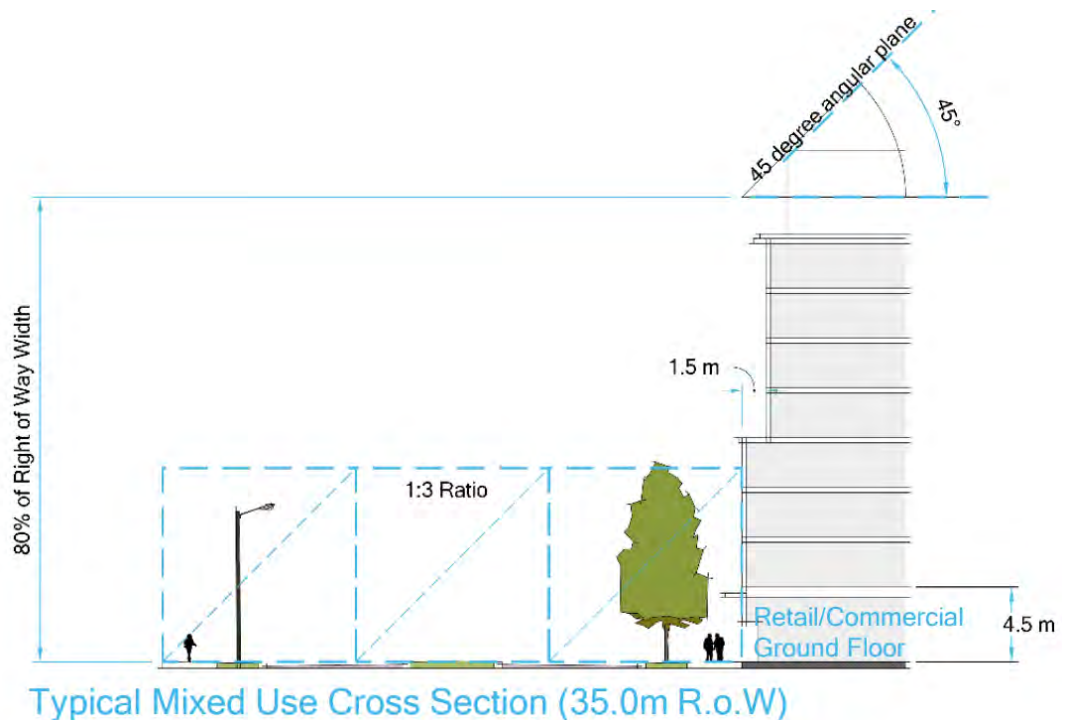 45 degree angular plane
45°
80% of Right of Way Width
1.5 m
1:3 Ratio
Retail/Commercial
Ground Floor
4.5 m
Typical Mixed Use Cross Section (35.0m R.o.W)